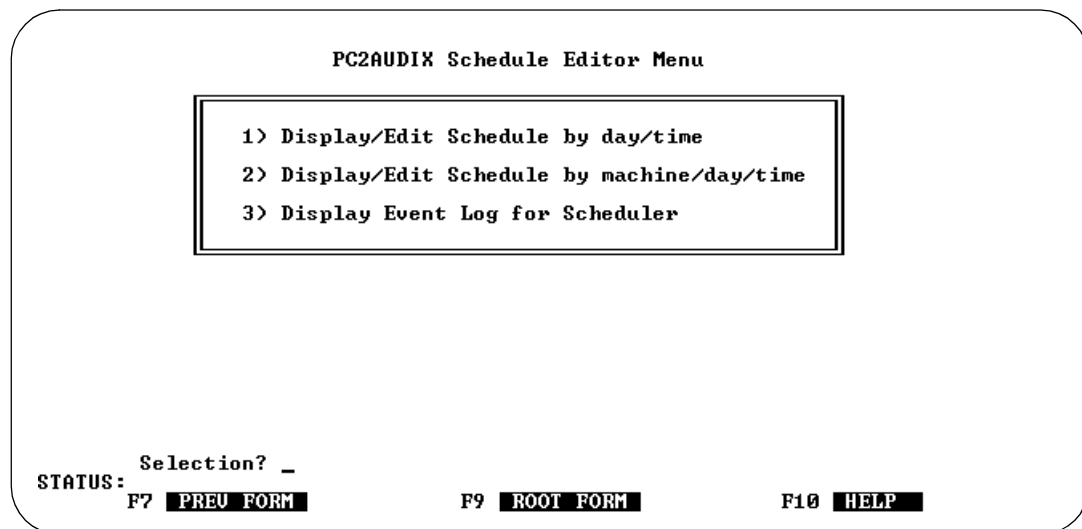 PC2AUDIX Schedule Editor Menu
1) Display/Edit Schedule by day/time
2) Display/Edit Schedule by machine/day/time
3) Display Event Log for Scheduler
Selection? _
STATUS:
F7 PREV FORM F9 ROOT FORM F10 HELP